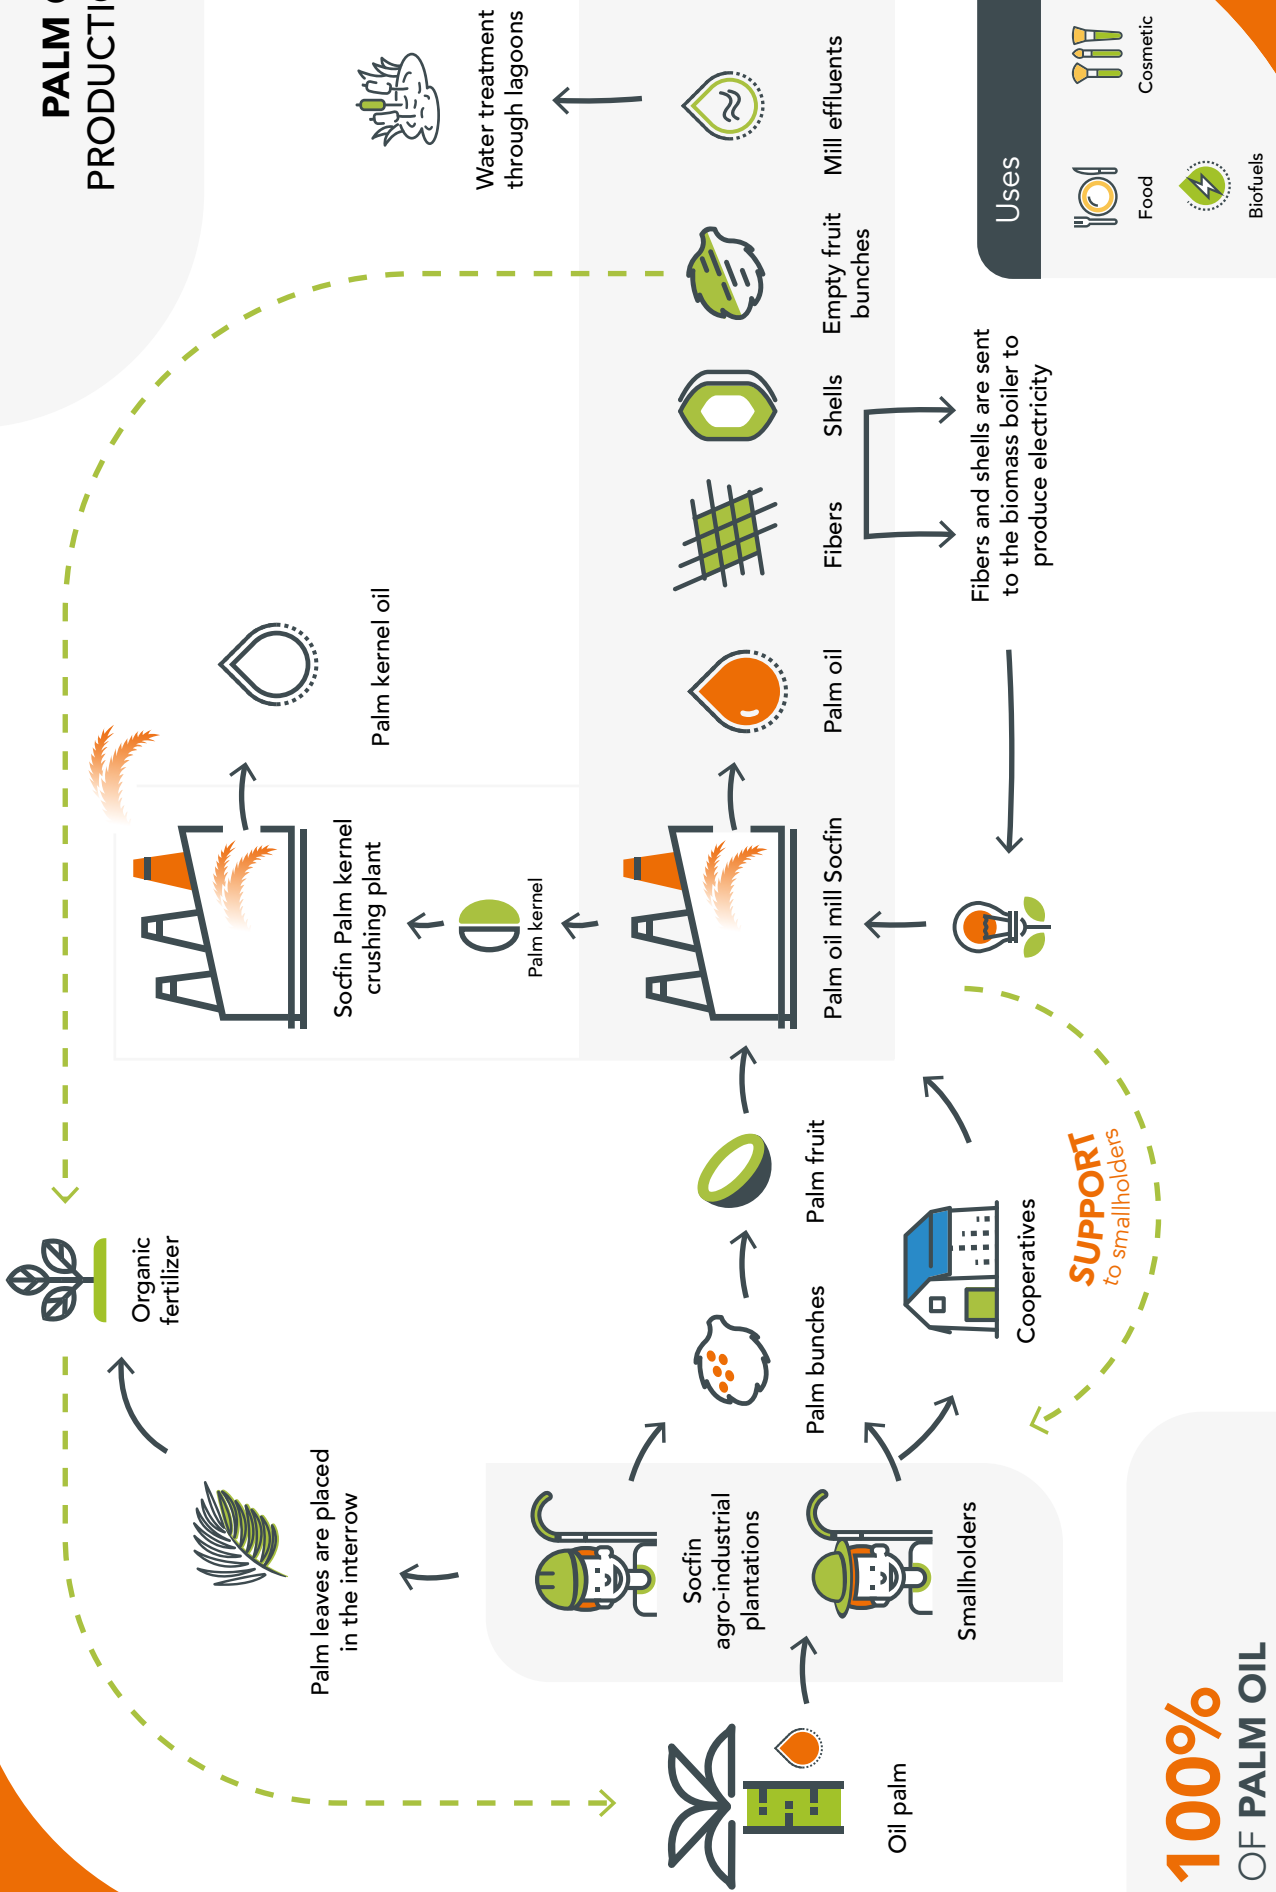 PALM
PRODUCTI
Water treatment
through lagoons
Mill effluents
Empty fruit
bunches
Shells
Fibers
Fibers and shells are sent
to the biomass boiler to
produce electricity
Palm kernel oil
Palm oil
Socfin Palm kernel
crushing plant
Palm kernel
Palm oil mill Socfin
Organic
fertilizer
Palm leaves are placed
in the interrow
Palm fruit
Palm bunches
Cooperatives
SUPPORT
to smallholders
Socfin
agro-industrial
plantations
Smallholders
Oil palm
Uses
Food
Cosmetic
Biofuels
100%
OF PALM OIL